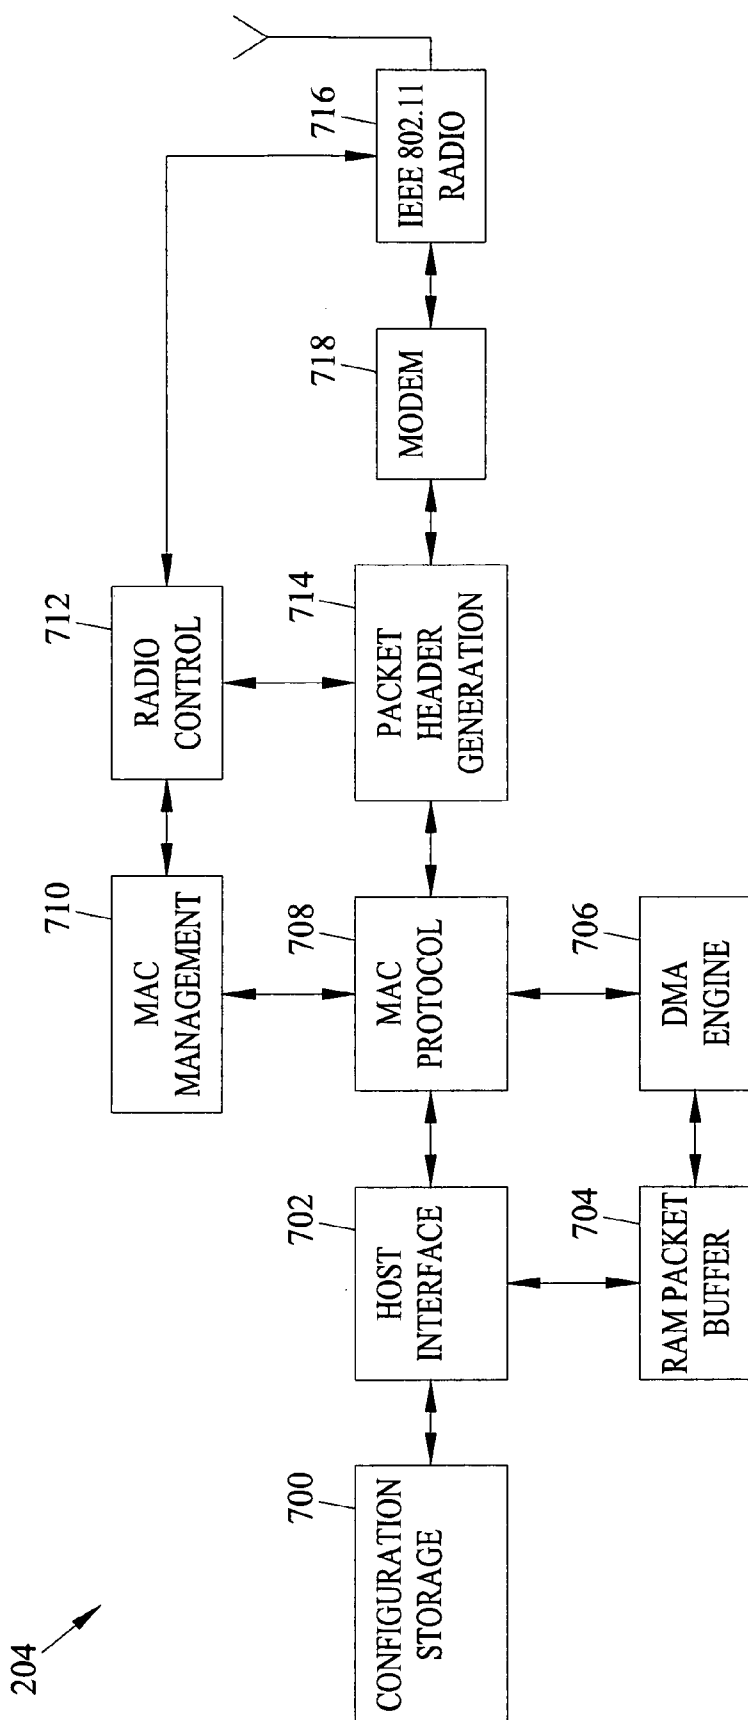 204
700
CONFIGURATION
STORAGE
702
HOST
INTERFACE
704
RAM PACKET
BUFFER
706
DMA
ENGINE
708
MAC
PROTOCOL
710
MAC
MANAGEMENT
712
RADIO
CONTROL
714
PACKET
HEADER
GENERATION
718
MODEM
716
IEEE 802.11
RADIO